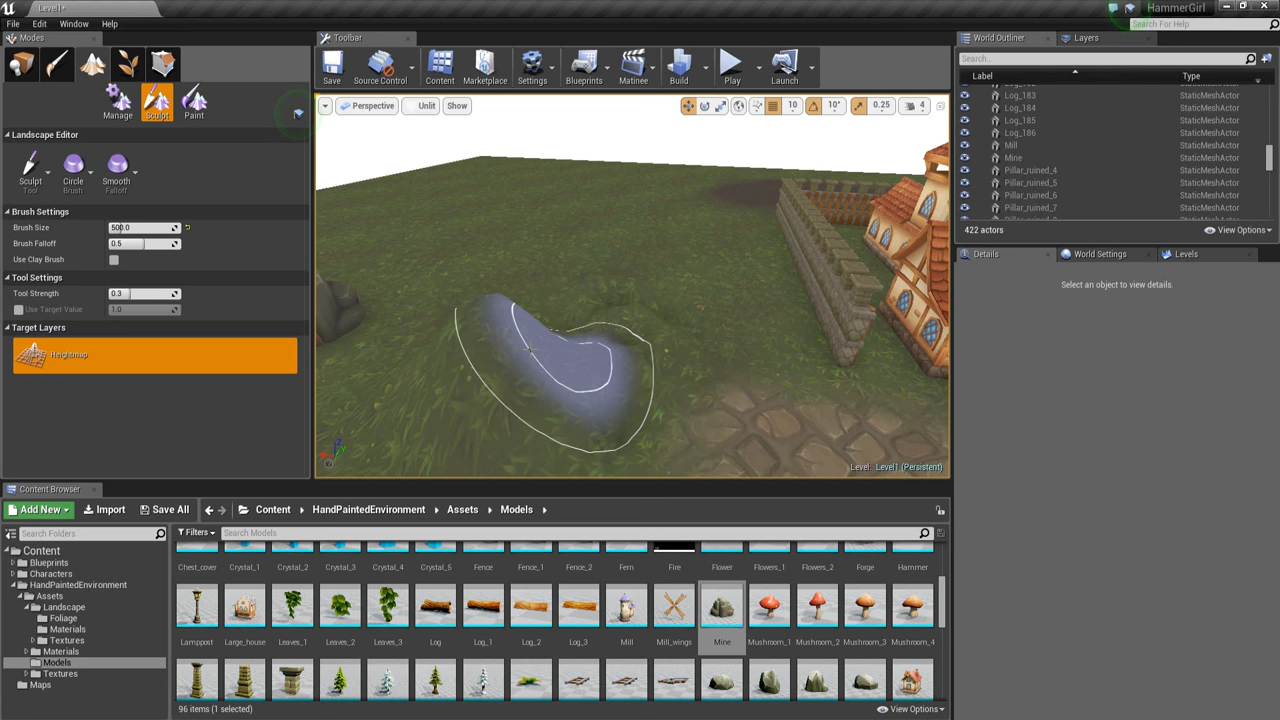 Level1*
HammerGirl
File Edit Window Help
Search For Help
Modes
Toolbar
World Outliner
Layers
Manage Sculpt Paint
Save Source Control Content Marketplace Settings Blueprints Matinee Build Play Launch
Search...
Label Type
Log_183 StaticMeshActor
Log_184 StaticMeshActor
Log_185 StaticMeshActor
Log_186 StaticMeshActor
Mill StaticMeshActor
Mine StaticMeshActor
Pillar_ruined_4 StaticMeshActor
Pillar_ruined_5 StaticMeshActor
Pillar_ruined_6 StaticMeshActor
Pillar_ruined_7 StaticMeshActor
422 actors
View Options
Perspective Unlit Show
10 10° 0.25 4
Landscape Editor
Sculpt Circle Smooth
Tool Brush Falloff
Brush Settings
Brush Size 500.0
Brush Falloff 0.5
Use Clay Brush
Tool Settings
Tool Strength 0.3
Use Target Value 1.0
Target Layers
Heightmap
Level: Level1 (Persistent)
Details
World Settings
Levels
Select an object to view details.
Content Browser
Add New Import Save All
Content HandPaintedEnvironment Assets Models
Search Folders
Filters
Search Models
Content
Blueprints
Characters
HandPaintedEnvironment
Assets
Landscape
Foliage
Materials
Textures
Materials
Models
Textures
Maps
Chest_cover Crystal_1 Crystal_2 Crystal_3 Crystal_4 Crystal_5 Fence Fence_1 Fence_2 Fern Fire Flower Flowers_1 Flowers_2 Forge Hammer
Lamppost Large_house Leaves_1 Leaves_2 Leaves_3 Log Log_1 Log_2 Log_3 Mill Mill_wings Mine Mushroom_1 Mushroom_2 Mushroom_3 Mushroom_4
96 items (1 selected)
View Options